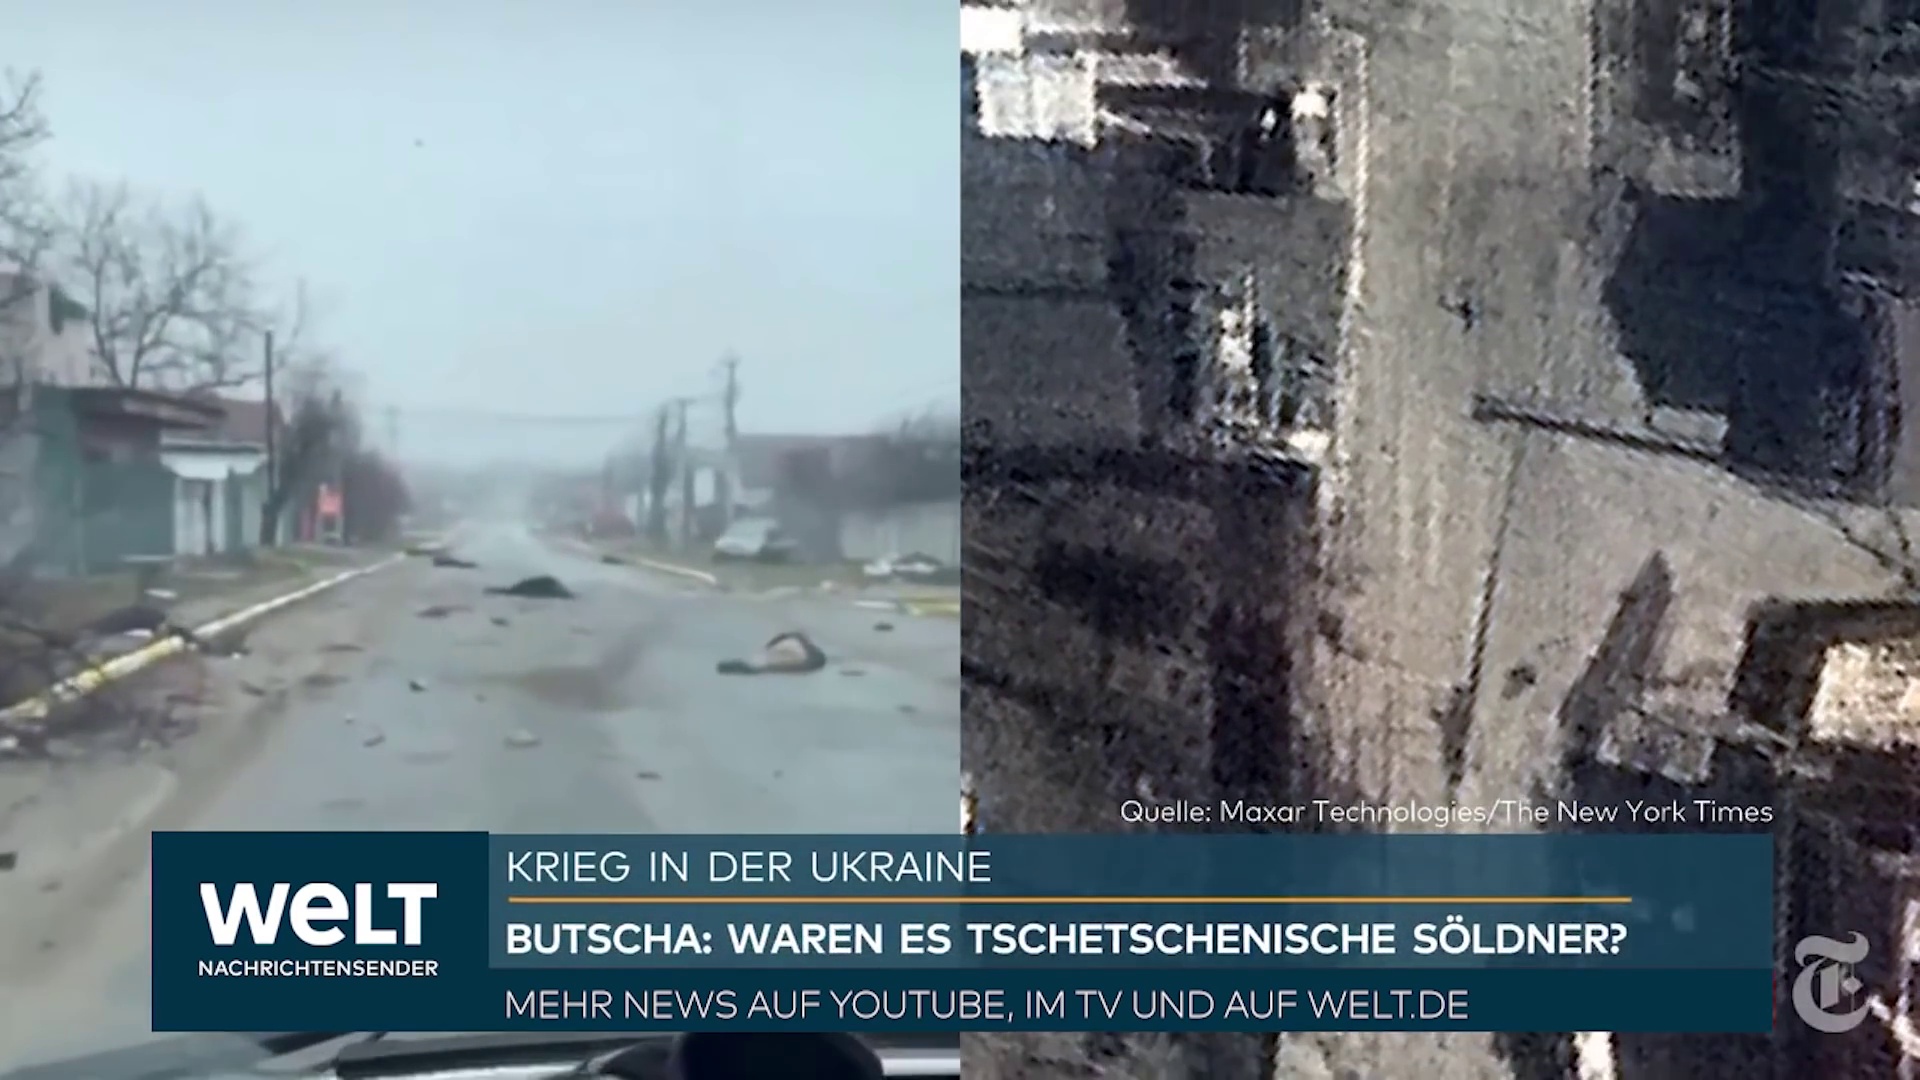 Quelle: Maxar Technologies/The New York Times
KRIEG IN DER UKRAINE
BUTSCHA: WAREN ES TSCHETSCHENISCHE SÖLDNER?
WELT
NACHRICHTENSENDER
MEHR NEWS AUF YOUTUBE, IM TV UND AUF WELT.DE
T